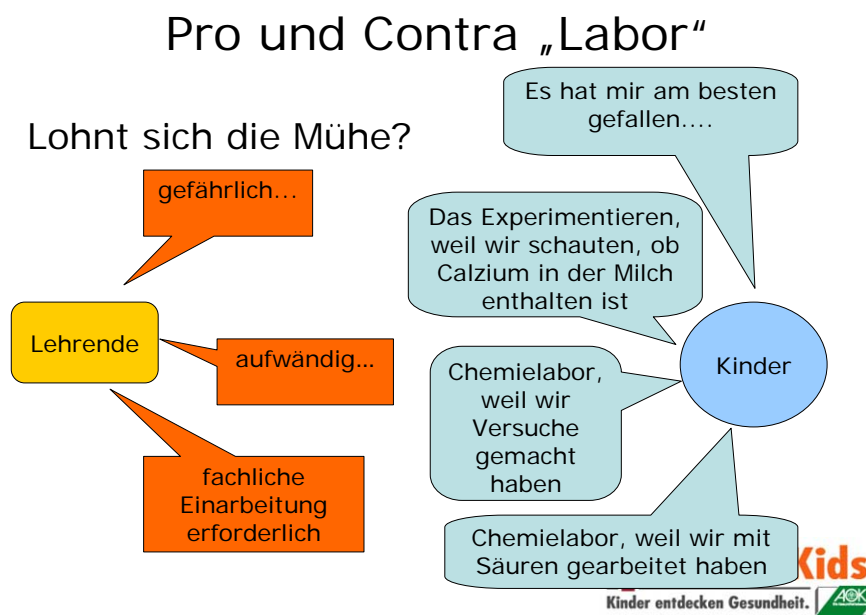 Pro und Contra „Labor“
Lohnt sich die Mühe?
gefährlich...
Lehrende
aufwändig...
fachliche
Einarbeitung
erforderlich
Es hat mir am besten
gefallen....
Das Experimentieren,
weil wir schauten, ob
Calzium in der Milch
enthalten ist
Kinder
Chemielabor,
weil wir
Versuche
gemacht
haben
Chemielabor, weil wir mit
Säuren gearbeitet haben
Kids
Kinder entdecken Gesundheit.
AOK